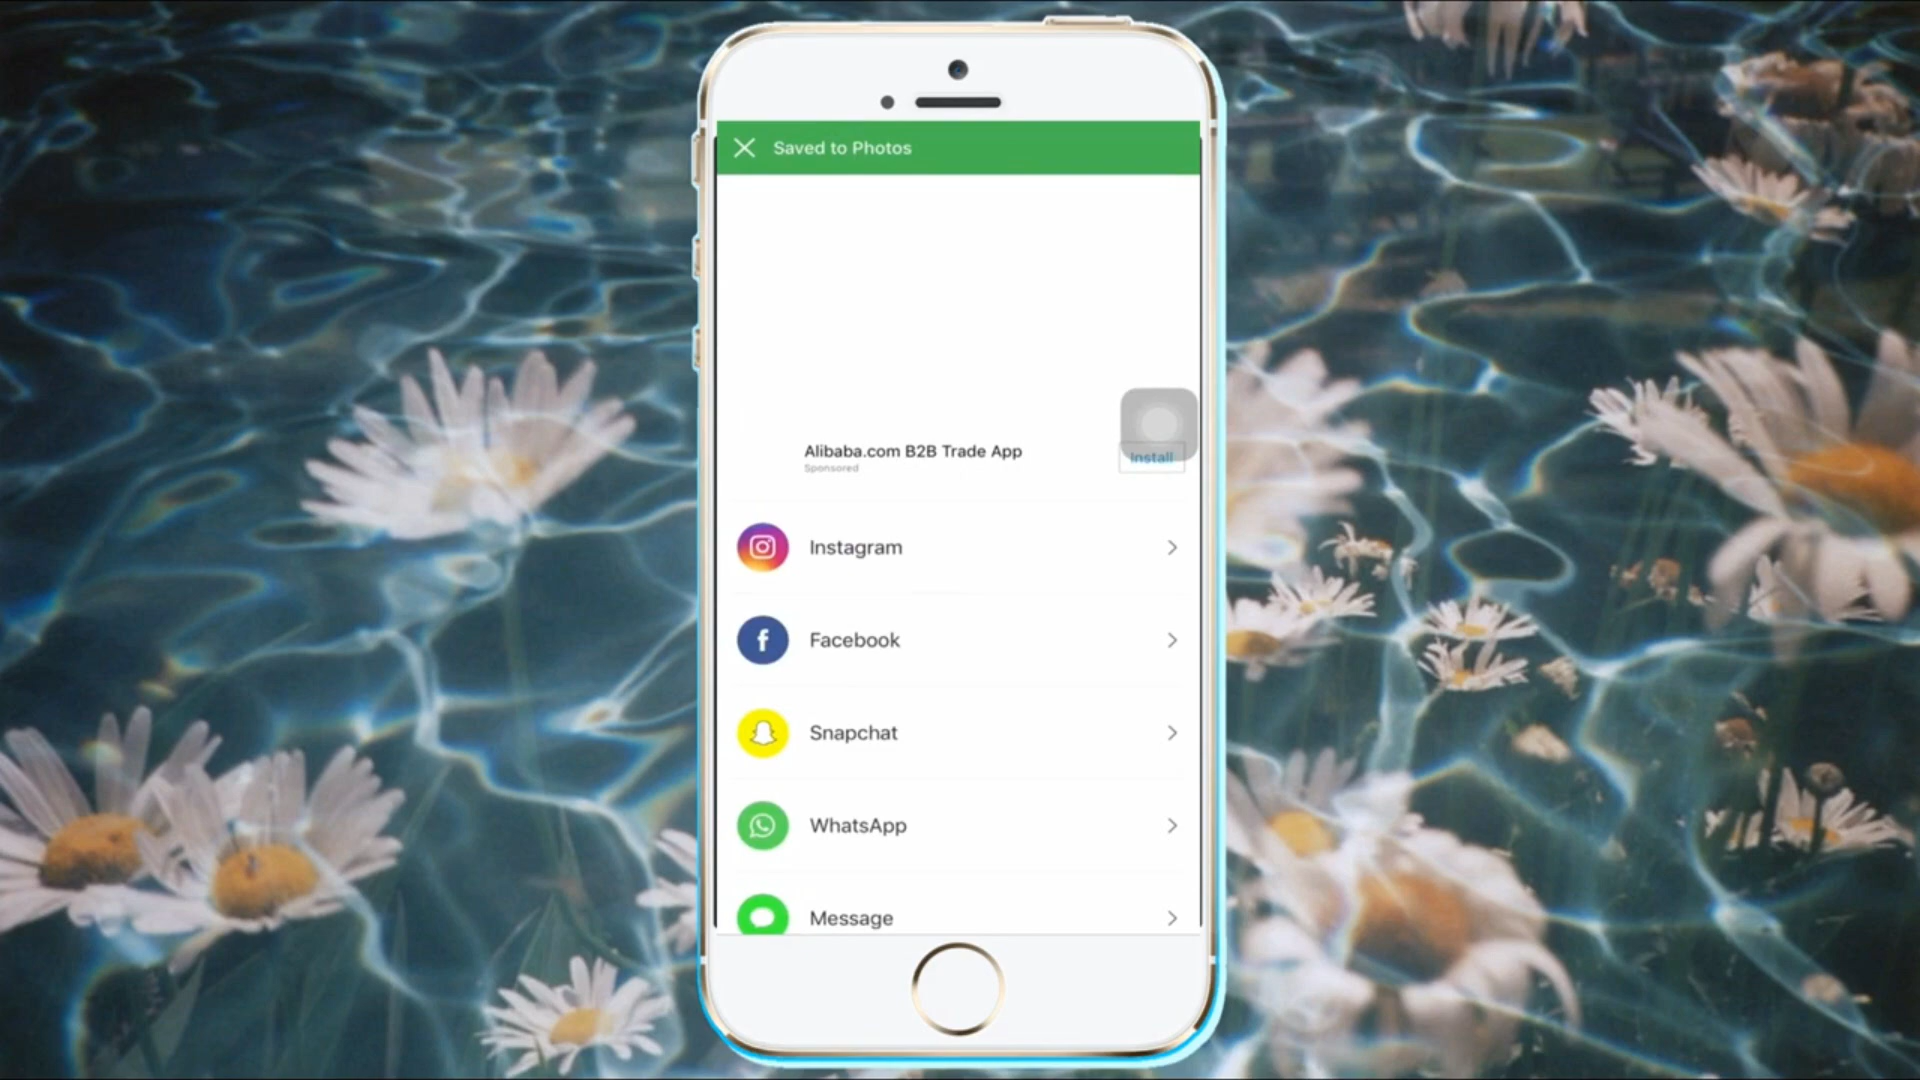 Saved to Photos
Alibaba.com B2B Trade App
Sponsored
Install
Instagram
Facebook
Snapchat
WhatsApp
Message